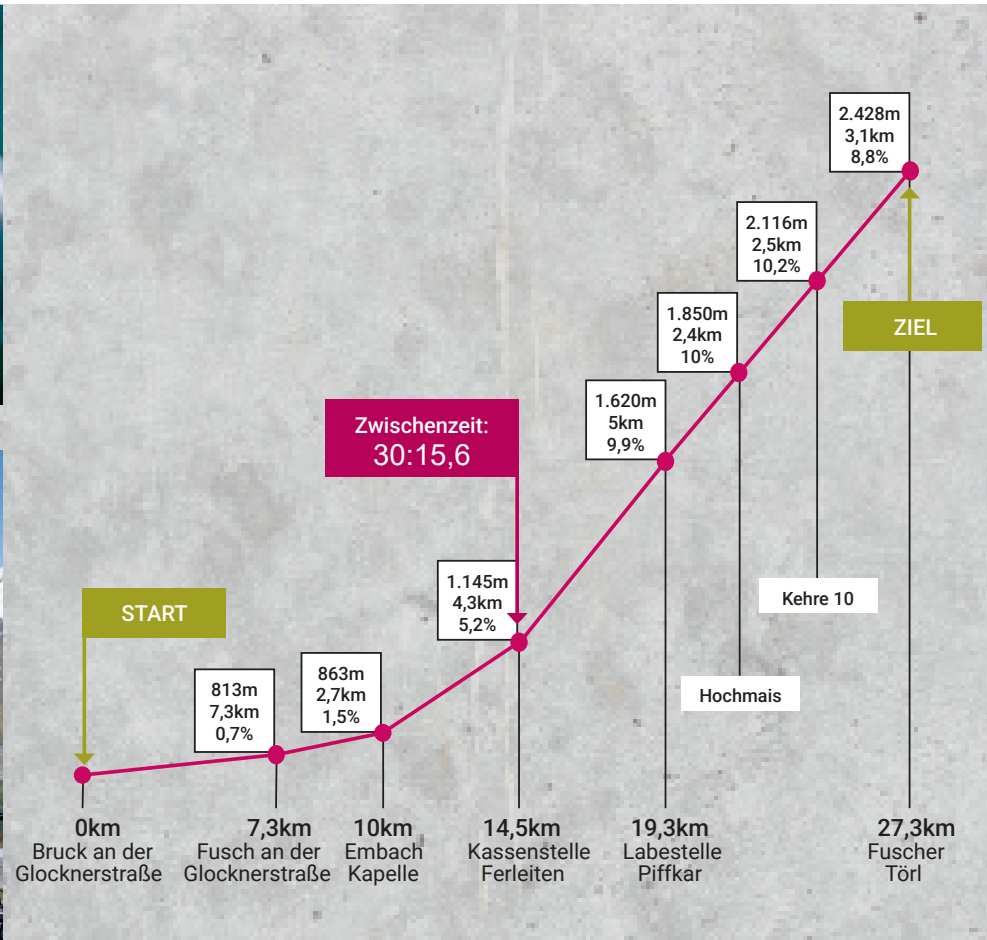 2.428m
3,1km
8,8%
2.116m
2,5km
10,2%
ZIEL
1.850m
2,4km
10%
1.620m
5km
9,9%
Zwischenzeit:
30:15,6
1.145m
4,3km
5,2%
Kehre 10
START
863m
2,7km
1,5%
813m
7,3km
0,7%
Hochmais
0km
Bruck an der
Glocknerstraße
7,3km
Fusch an der
Glocknerstraße
10km
Embach
Kapelle
14,5km
Kassenstelle
Ferleiten
19,3km
Labestelle
Piffkar
27,3km
Fuscher
Törl